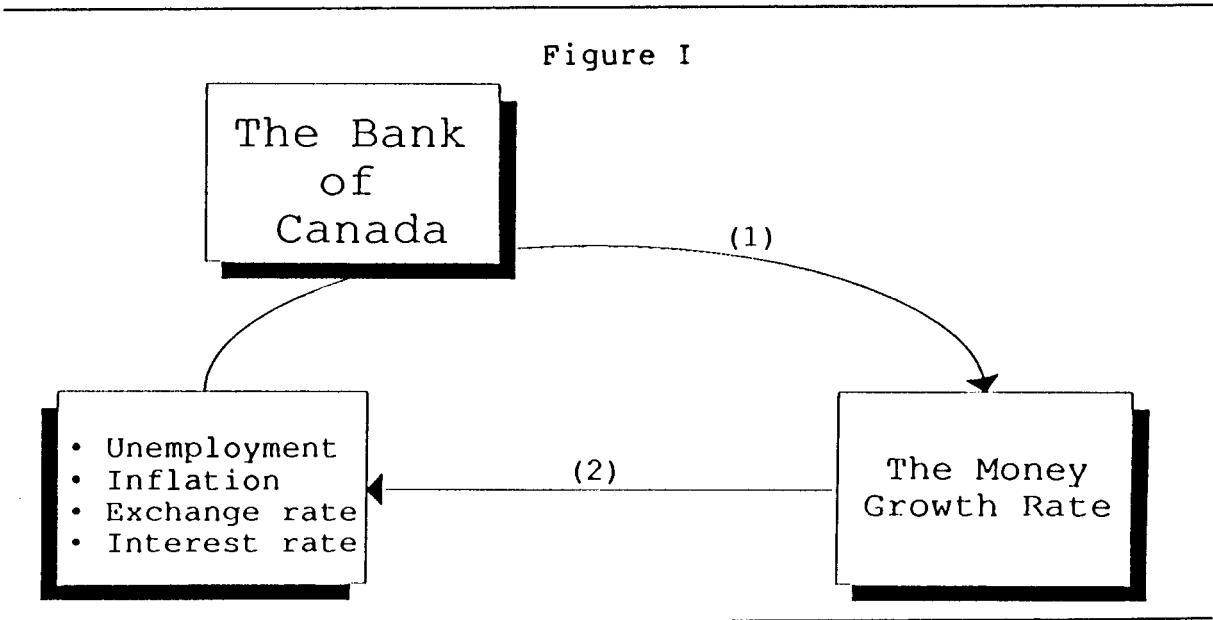 Figure I
The Bank
of
Canada
(1)
• Unemployment
• Inflation
• Exchange rate
• Interest rate
(2)
The Money
Growth Rate